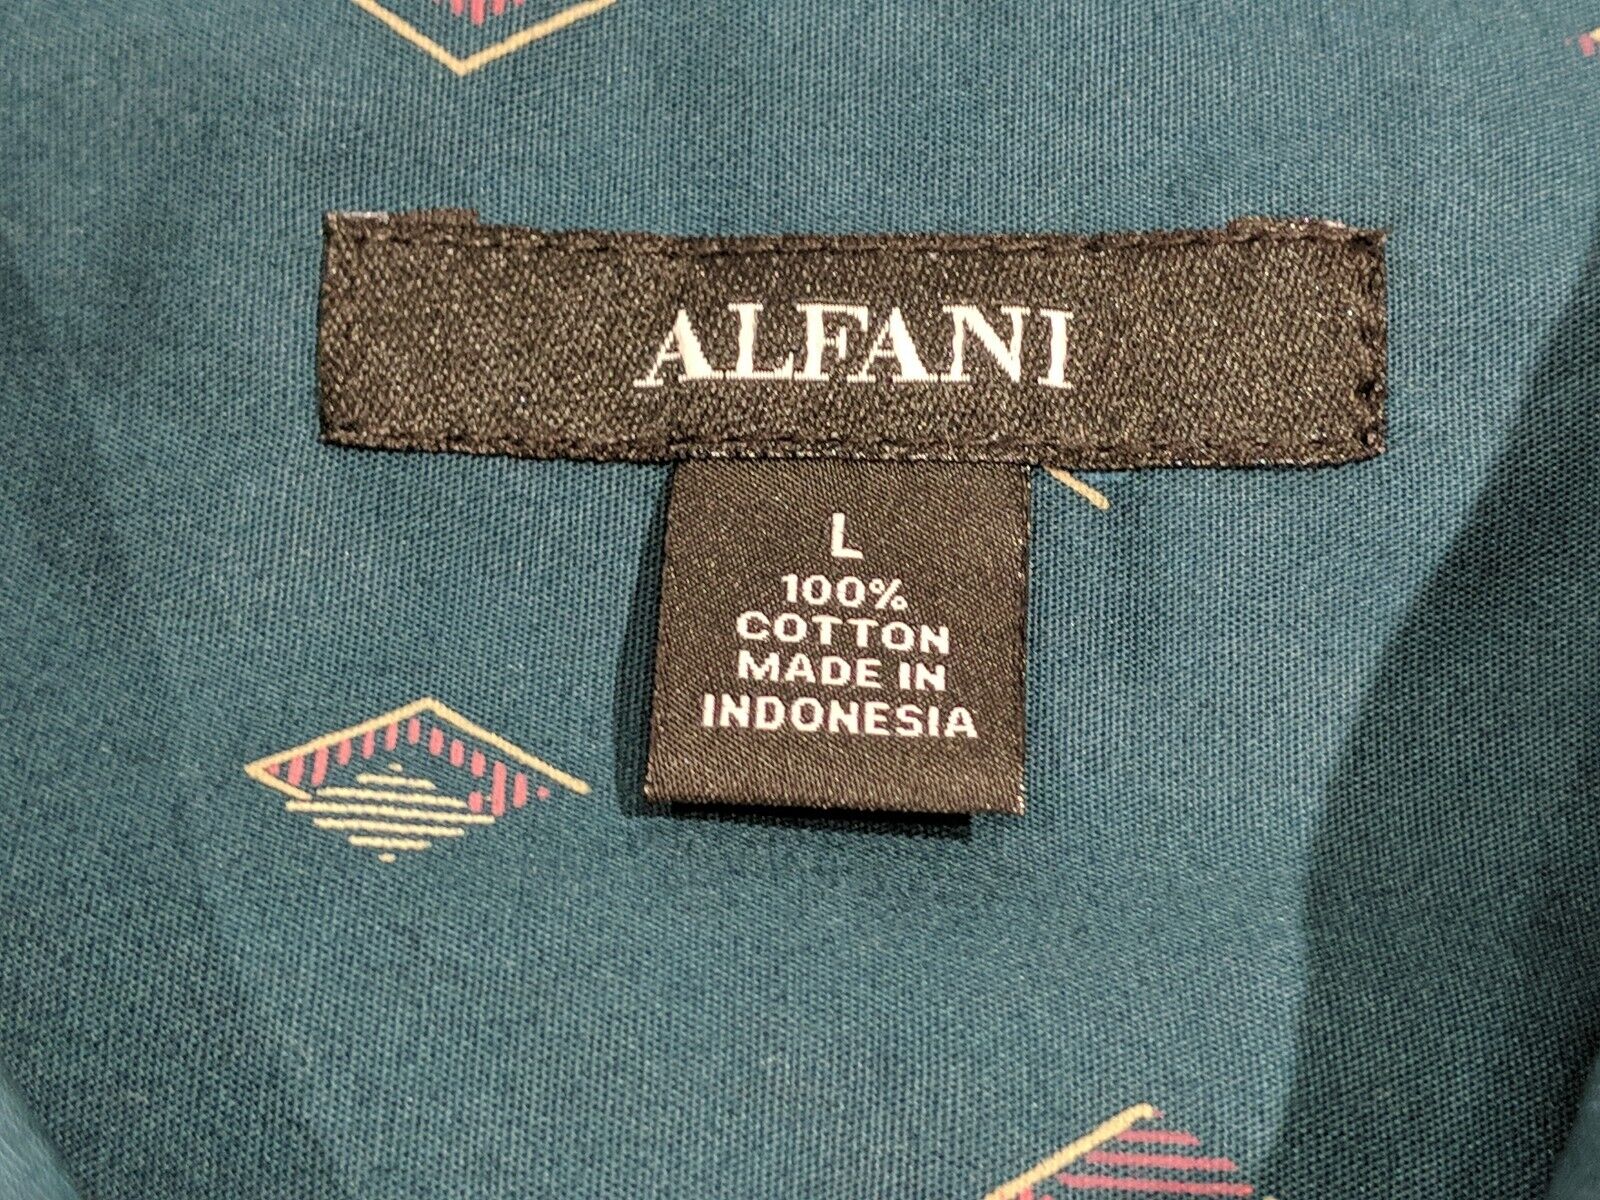 ALFANI
L
100%
COTTON
MADE IN
INDONESIA